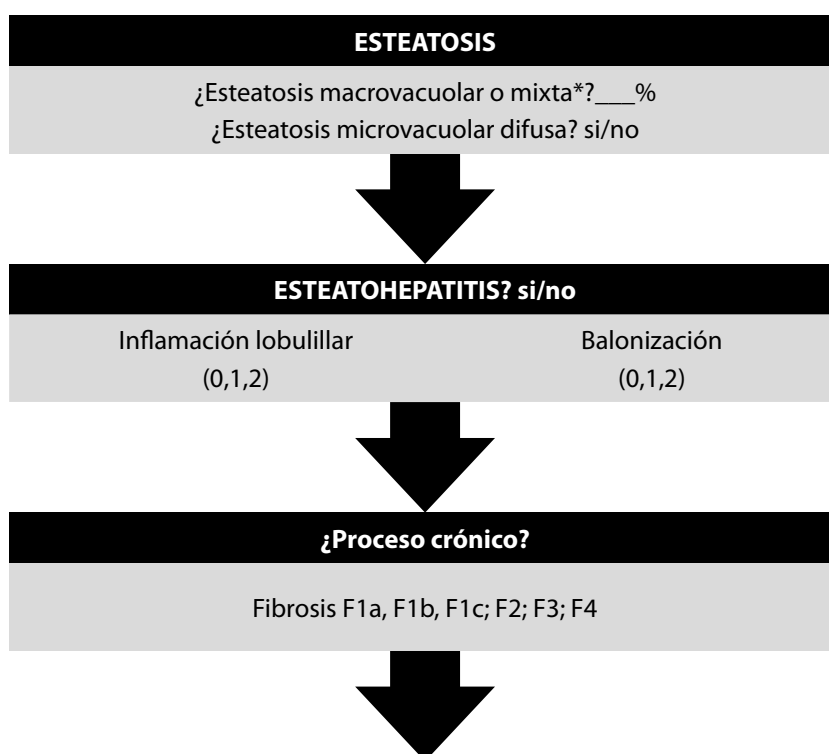 ESTEATOSIS
¿Esteatosis macrovacuolar o mixta*?___%
¿Esteatosis microvacuolar difusa? si/no
ESTEATOHEPATITIS? si/no
Inflamación lobulillar
(0,1,2)
Balonización
(0,1,2)
¿Proceso crónico?
Fibrosis F1a, F1b, F1c; F2; F3; F4